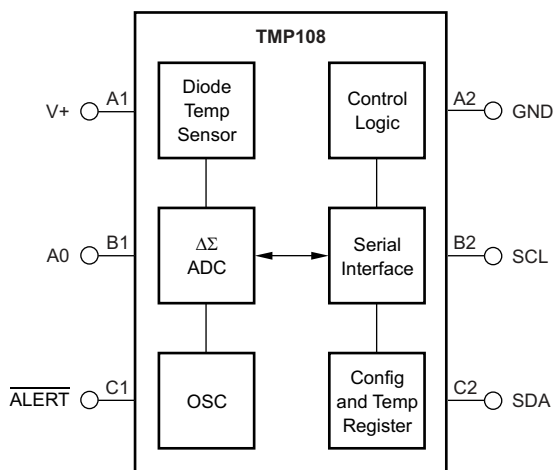 TMP108
V+
A1
Diode
Temp
Sensor
Control
Logic
A2
GND
A0
B1
ΔΣ
ADC
Serial
Interface
B2
SCL
ALERT
C1
OSC
Config
and Temp
Register
C2
SDA